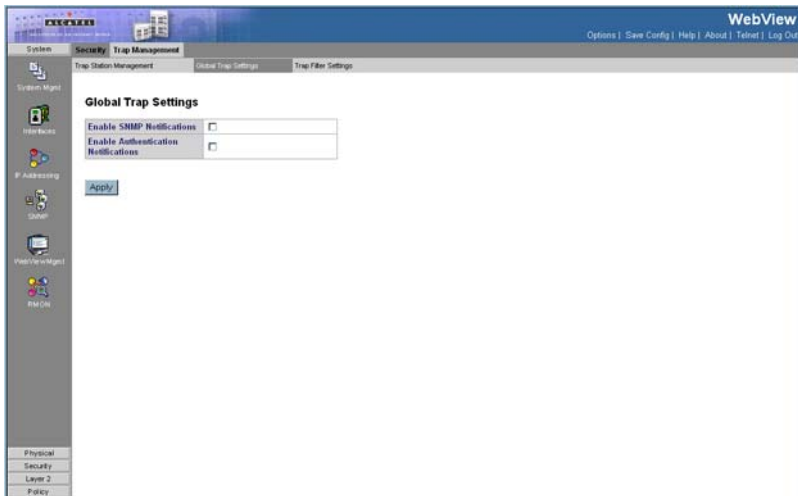 ALCATEL
WebView
Options | Save Config | Help | About | Telnet | Log Out
System
Security Trap Management
Trap Station Management Global Trap Settings Trap Filter Settings
System Mgmt
Interfaces
IP Addressing
SNMP
WebViewMgmt
RMON
Global Trap Settings
Enable SNMP Notifications
Enable Authentication
Notifications
Apply
Physical
Security
Layer 2
Policy